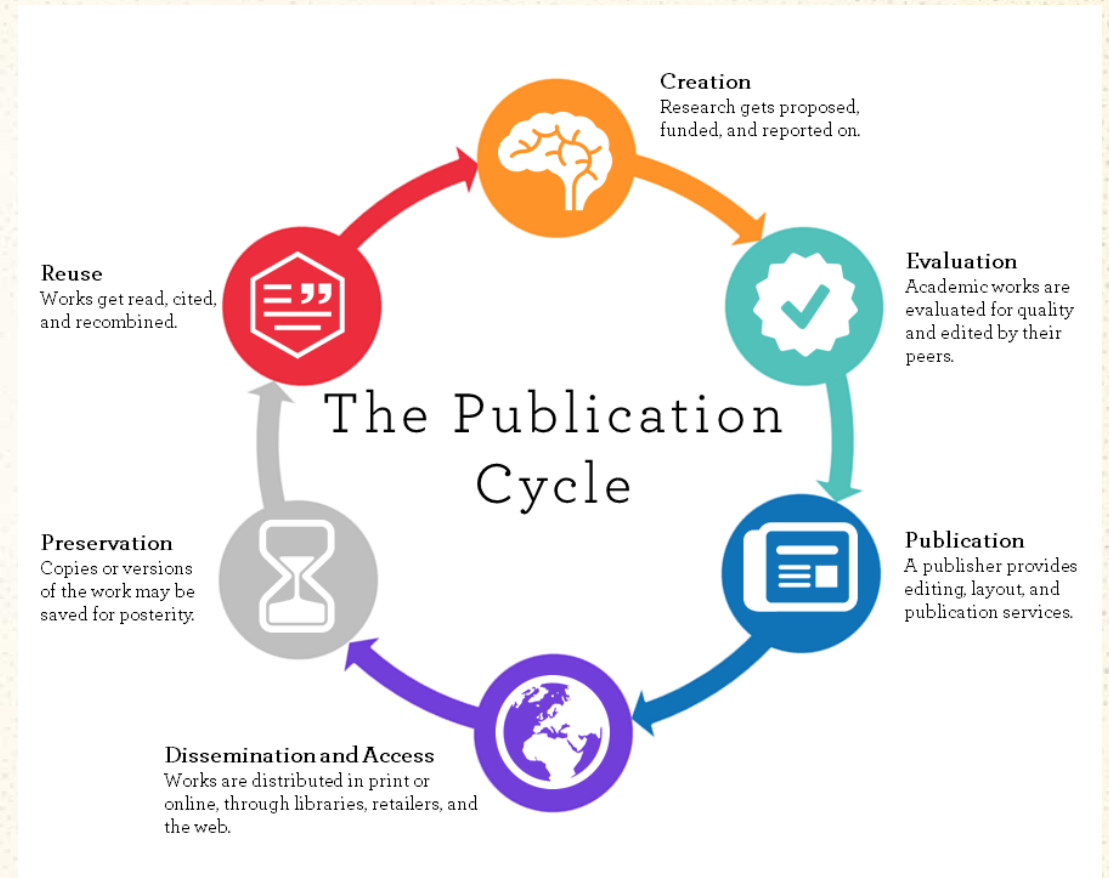 Creation
Research gets proposed,
funded, and reported on.
Evaluation
Academic works are
evaluated for quality
and edited by their
peers.
Publication
A publisher provides
editing, layout, and
publication services.
Dissemination and Access
Works are distributed in print or
online, through libraries, retailers, and
the web.
Preservation
Copies or versions
of the work may be
saved for posterity.
Reuse
Works get read, cited,
and recombined.
The Publication
Cycle